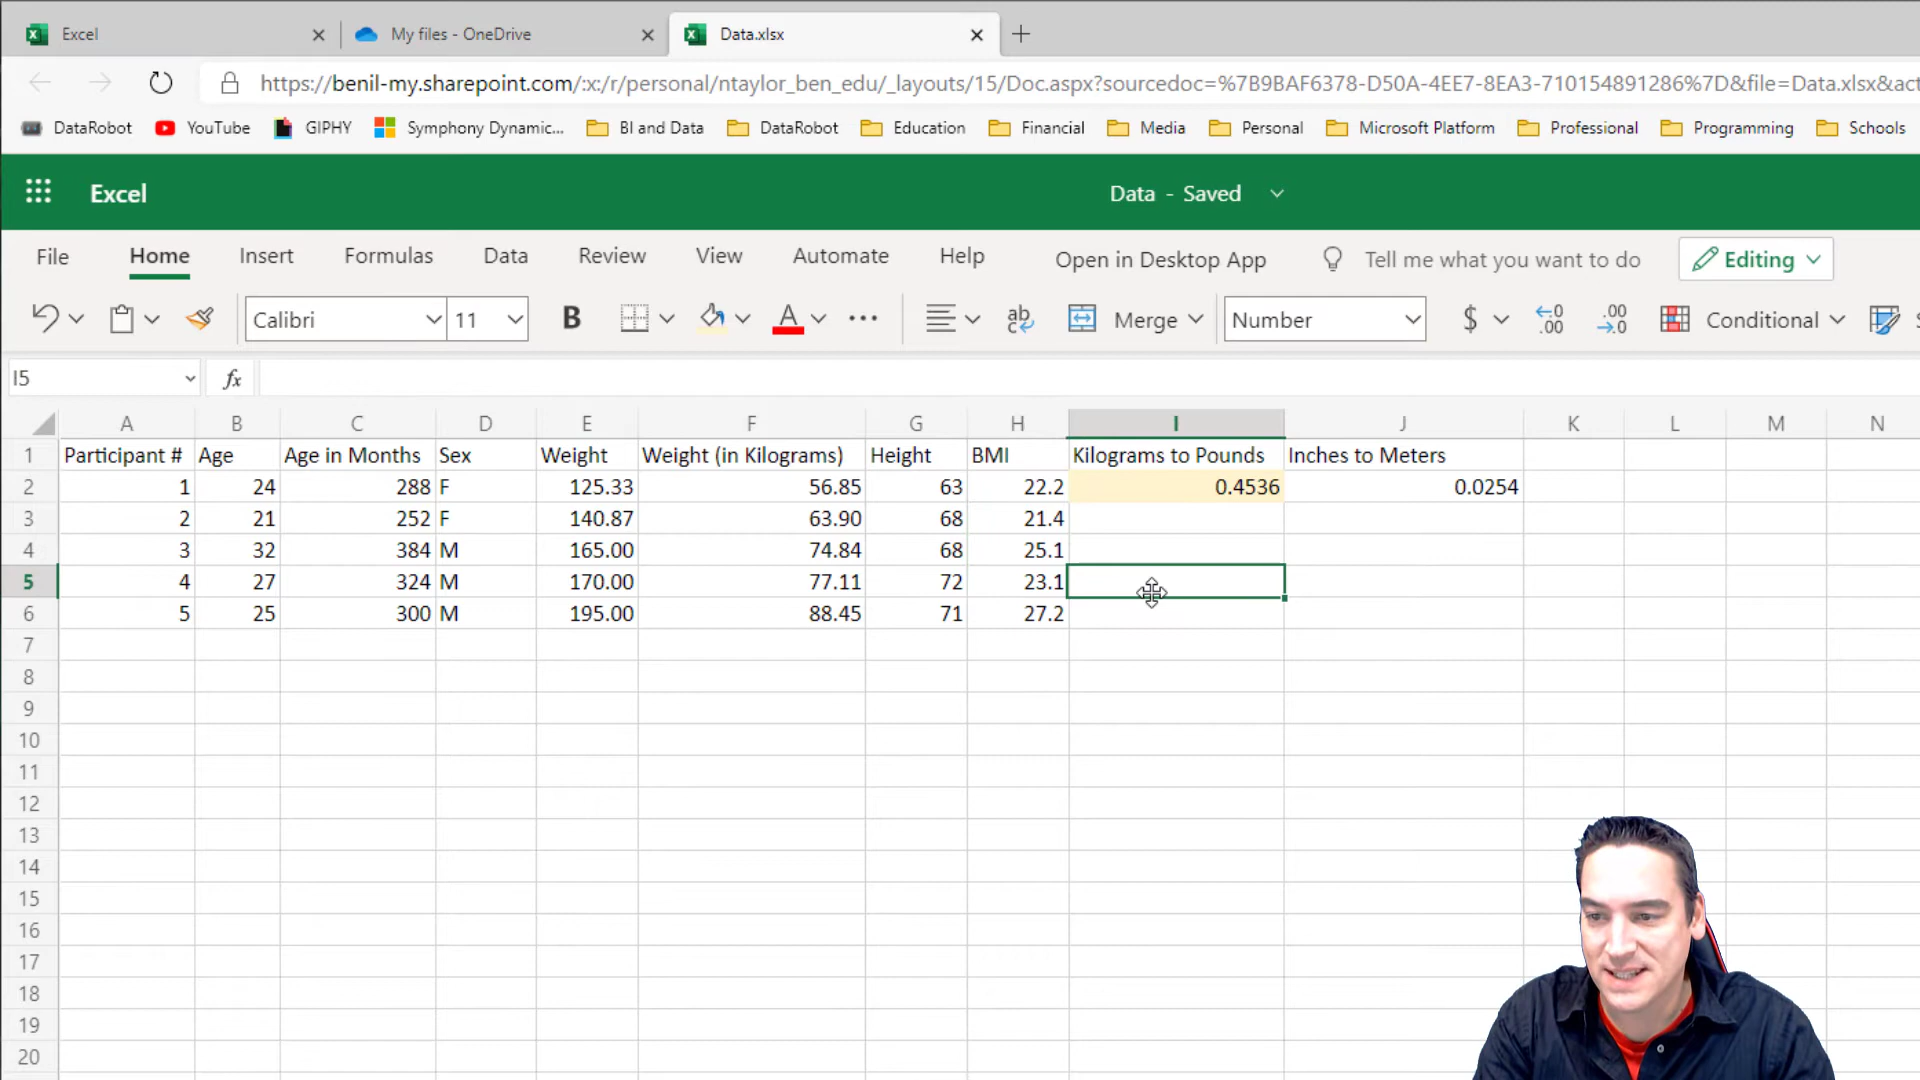 Excel My files - OneDrive Data.xlsx
https://benil-my.sharepoint.com/:x:/r/personal/ntaylor_ben_edu/_layouts/15/Doc.aspx?sourcedoc=%7B9BAF6378-D50A-4EE7-8EA3-710154891286%7D&file=Data.xlsx&act
DataRobot YouTube GIPHY Symphony Dynamic... BI and Data DataRobot Education Financial Media Personal Microsoft Platform Professional Programming Schools
Excel Data - Saved
File Home Insert Formulas Data Review View Automate Help Open in Desktop App Tell me what you want to do Editing
Calibri 11 B A ... ab c Merge Number $ .00 .00 .0 Conditional
I5 fx
A B C D E F G H I J K L M N
1 Participant # Age Age in Months Sex Weight Weight (in Kilograms) Height BMI Kilograms to Pounds Inches to Meters
2 1 24 288 F 125.33 56.85 63 22.2 0.4536 0.0254
3 2 21 252 F 140.87 63.90 68 21.4
4 3 32 384 M 165.00 74.84 68 25.1
5 4 27 324 M 170.00 77.11 72 23.1
6 5 25 300 M 195.00 88.45 71 27.2
7
8
9
10
11
12
13
14
15
16
17
18
19
20